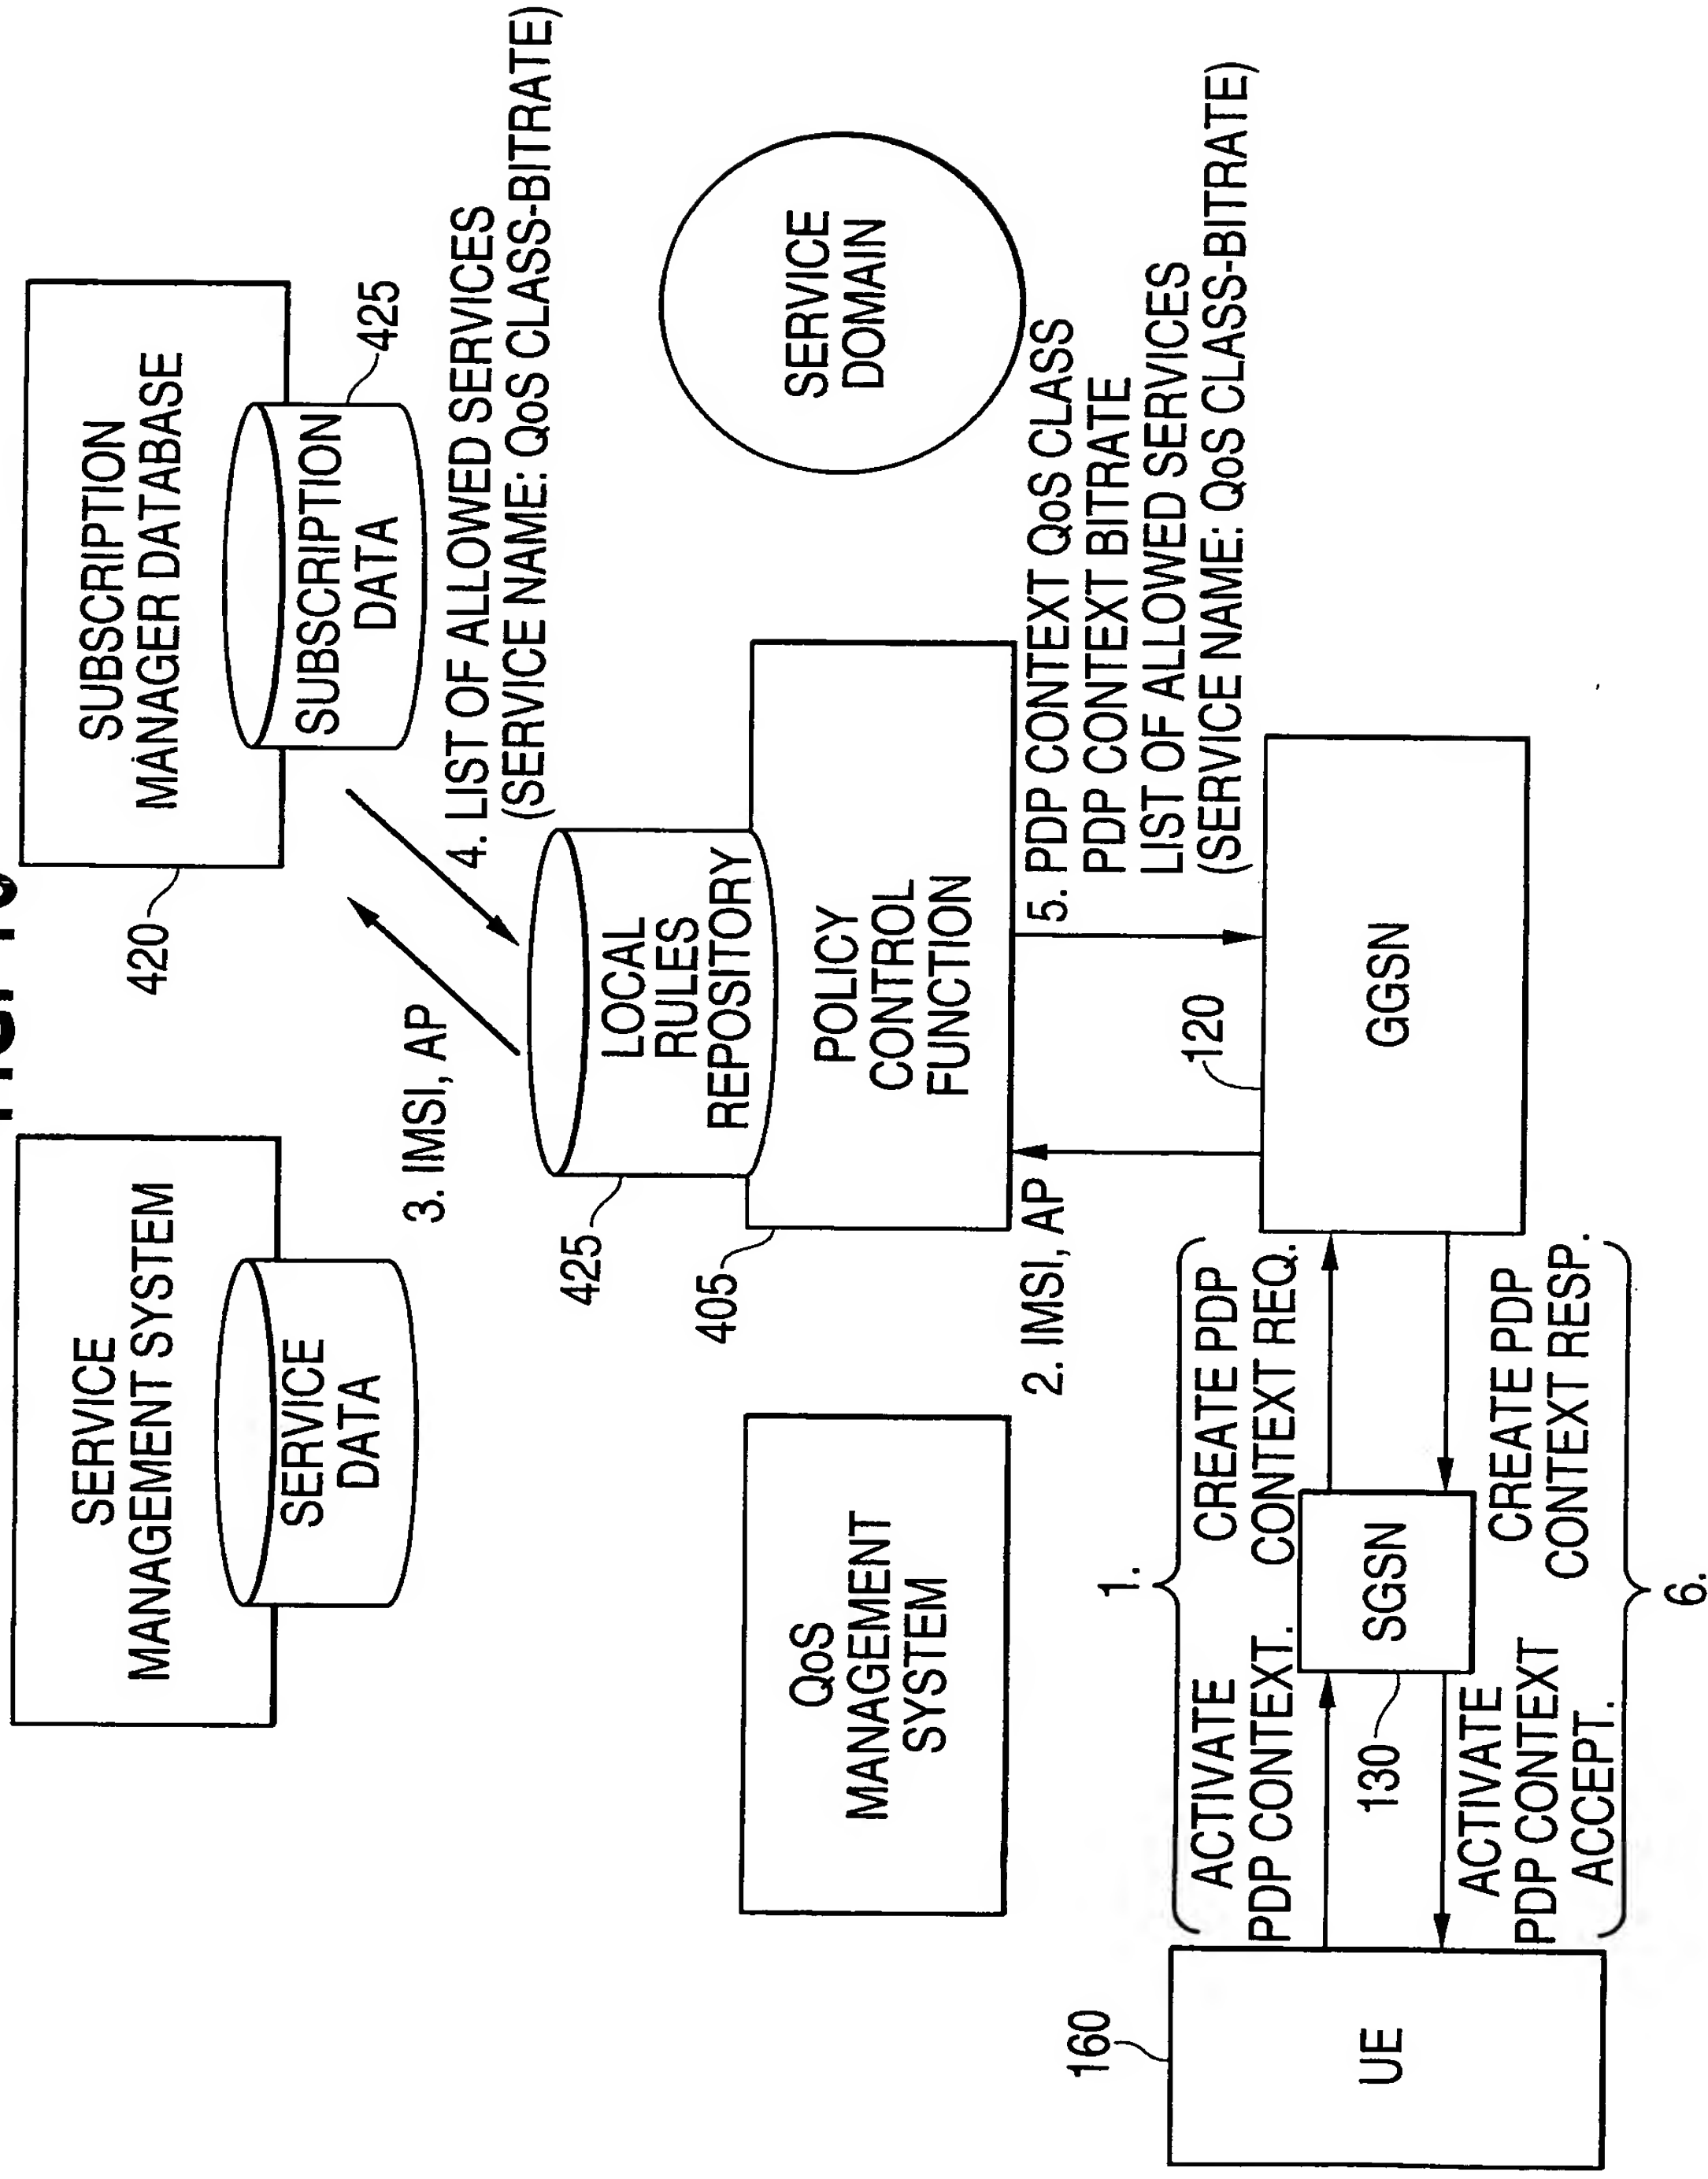 SERVICE
MANAGEMENT SYSTEM
SERVICE
DATA
SUBSCRIPTION
MANAGER DATABASE
SUBSCRIPTION
DATA
420
425
3. IMSI, AP
4. LIST OF ALLOWED SERVICES
(SERVICE NAME: QoS CLASS-BITRATE)
LOCAL
RULES
REPOSITORY
425
405
POLICY
CONTROL
FUNCTION
QoS
MANAGEMENT
SYSTEM
SERVICE
DOMAIN
2. IMSI, AP
5. PDP CONTEXT QoS CLASS
PDP CONTEXT BITRATE
LIST OF ALLOWED SERVICES
(SERVICE NAME: QoS CLASS-BITRATE)
120
GGSN
160
UE
1.
ACTIVATE
PDP CONTEXT.
CREATE PDP
CONTEXT REQ.
130
SGSN
ACTIVATE
PDP CONTEXT
ACCEPT.
CREATE PDP
CONTEXT RESP.
6.